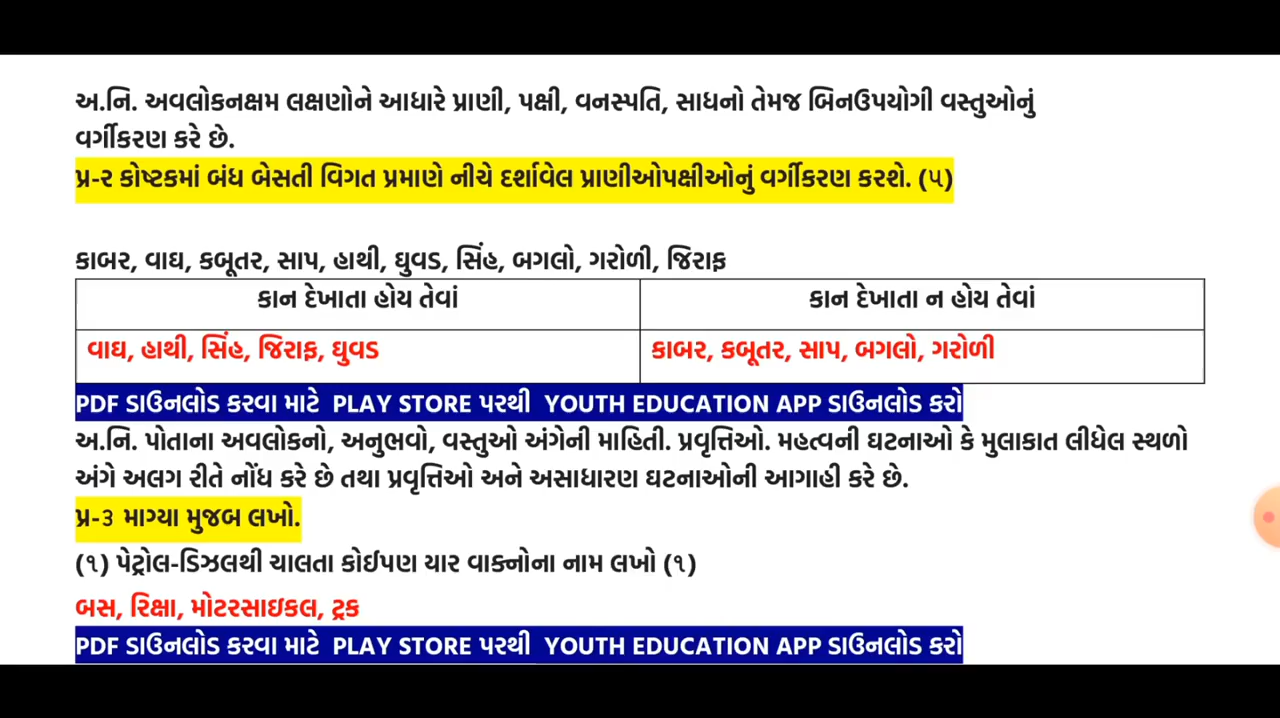 અ.નિ. અવલોકનક્ષમ લક્ષણોને આધારે પ્રાણી, પક્ષી, વનસ્પતિ, સાધનો તેમજ બિનઉપયોગી વસ્તુઓનું
વર્ગીકરણ કરે છે.
પ્ર-ર કોષ્ટકમાં બંધ બેસતી વિગત પ્રમાણે નીચે દર્શાવેલ પ્રાણીઓપક્ષીઓનું વર્ગીકરણ કરશે. (૫)
કાબર, વાઘ, કબૂતર, સાપ, હાથી, ઘુવડ, સિંહ, બગલો, ગરોળી, જિરાફ
કાન દેખાતા હોય તેવાં
કાન દેખાતા ન હોય તેવાં
વાઘ, હાથી, સિંહ, જિરાફ, ઘુવડ
કાબર, કબૂતર, સાપ, બગલો, ગરોળી
PDF ડાઉનલોડ કરવા માટે PLAY STORE પરથી YOUTH EDUCATION APP ડાઉનલોડ કરો
અ.નિ. પોતાના અવલોકનો, અનુભવો, વસ્તુઓ અંગેની માહિતી. પ્રવૃત્તિઓ. મહત્વની ઘટનાઓ કે મુલાકાત લીધેલ સ્થળો
અંગે અલગ રીતે નોંધ કરે છે તથા પ્રવૃત્તિઓ અને અસાધારણ ઘટનાઓની આગાહી કરે છે.
પ્ર-૩ માગ્યા મુજબ લખો.
(૧) પેટ્રોલ-ડિઝલથી ચાલતા કોઈપણ યાર વાક્નોના નામ લખો (૧)
બસ, રિક્ષા, મોટરસાઇકલ, ટ્રક
PDF ડાઉનલોડ કરવા માટે PLAY STORE પરથી YOUTH EDUCATION APP ડાઉનલોડ કરો